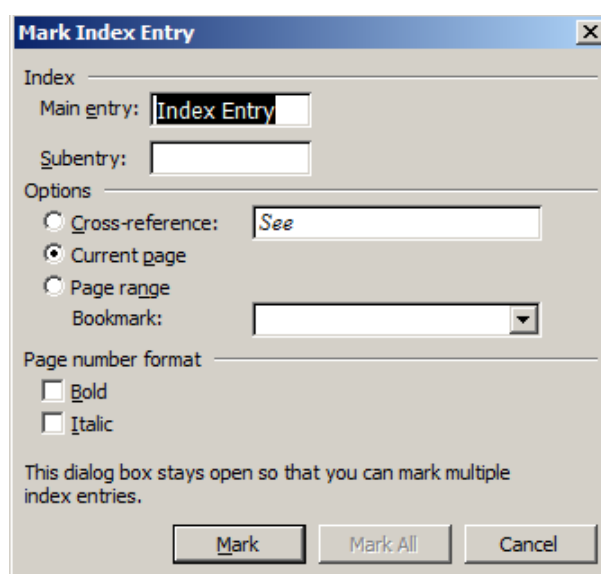 Mark Index Entry
Index
Main entry: Index Entry
Subentry:
Options
Cross-reference: See
Current page
Page range
Bookmark:
Page number format
Bold
Italic
This dialog box stays open so that you can mark multiple
index entries.
Mark Mark All Cancel